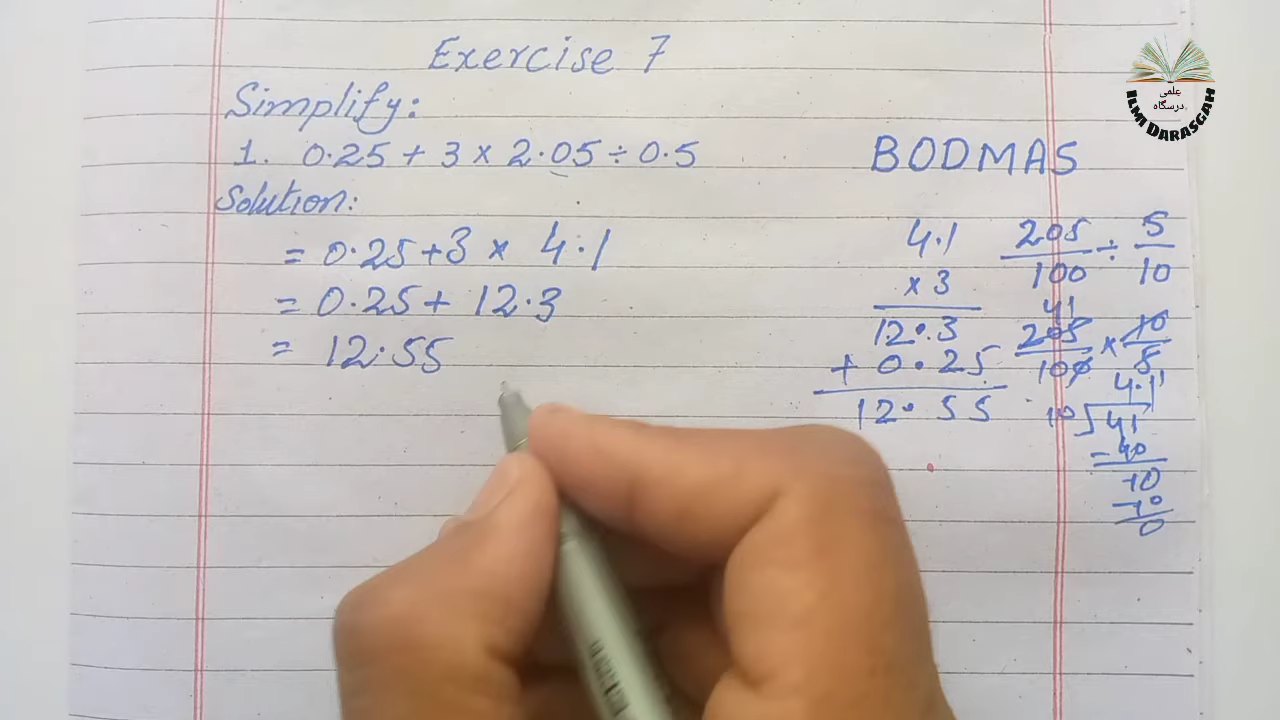 Exercise 7
Simplify:
1. 0.25 + 3 × 2.05 ÷ 0.5
Solution:
= 0.25 + 3 × 4.1
= 0.25 + 12.3
= 12.55
BODMAS
4.1
× 3
12.3
+ 0.25
12.55
205/100 ÷ 5/10
41
205/100 × 10/5
4.1
10 41
- 40
10
- 10
0
علمی
درسگاہ
ILMI DARASGAH